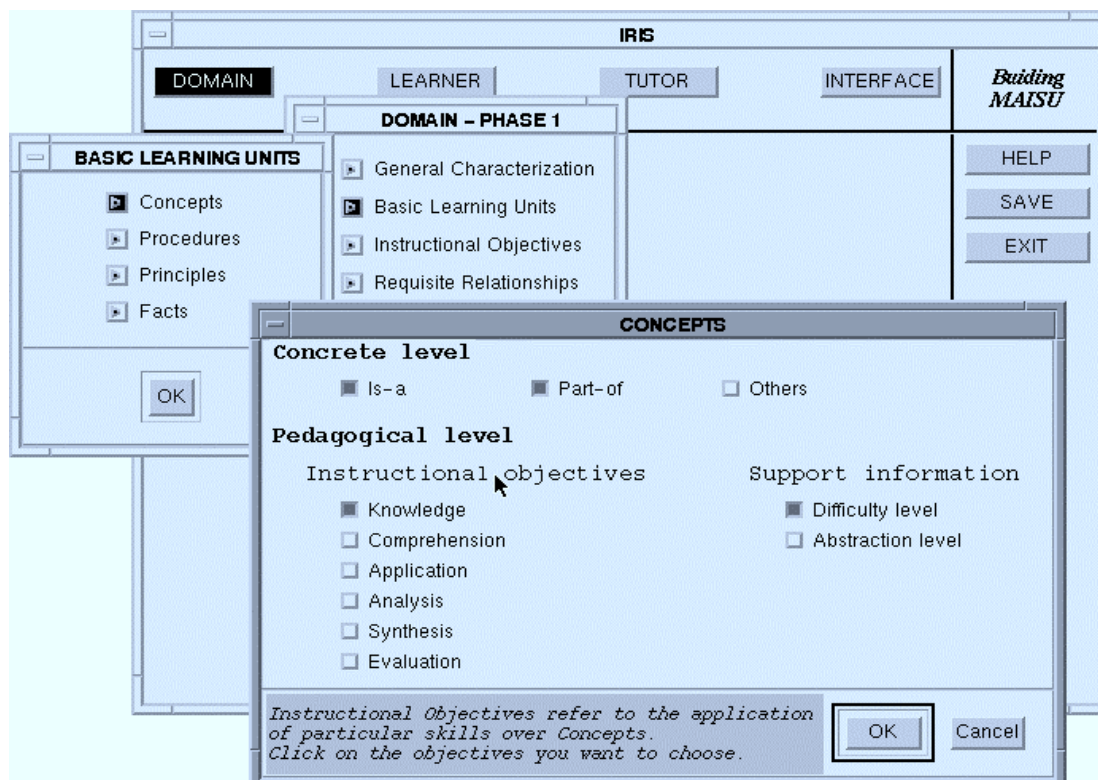 IRIS
DOMAIN LEARNER TUTOR INTERFACE
Buiding
MAISU
HELP
SAVE
EXIT
DOMAIN – PHASE 1
General Characterization
Basic Learning Units
Instructional Objectives
Requisite Relationships
BASIC LEARNING UNITS
Concepts
Procedures
Principles
Facts
OK
CONCEPTS
Concrete level
Is-a Part-of Others
Pedagogical level
Instructional objectives Support information
Knowledge Difficulty level
Comprehension Abstraction level
Application
Analysis
Synthesis
Evaluation
Instructional Objectives refer to the application
of particular skills over Concepts.
Click on the objectives you want to choose.
OK Cancel